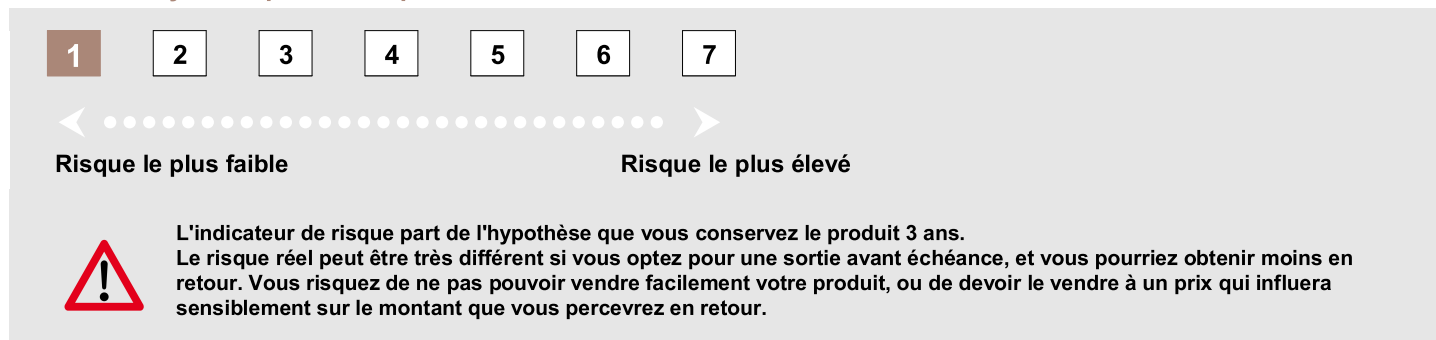 1 2 3 4 5 6 7
Risque le plus faible Risque le plus élevé
L'indicateur de risque part de l'hypothèse que vous conservez le produit 3 ans.
Le risque réel peut être très différent si vous optez pour une sortie avant échéance, et vous pourriez obtenir moins en
retour. Vous risquez de ne pas pouvoir vendre facilement votre produit, ou de devoir le vendre à un prix qui influera
sensiblement sur le montant que vous percevrez en retour.